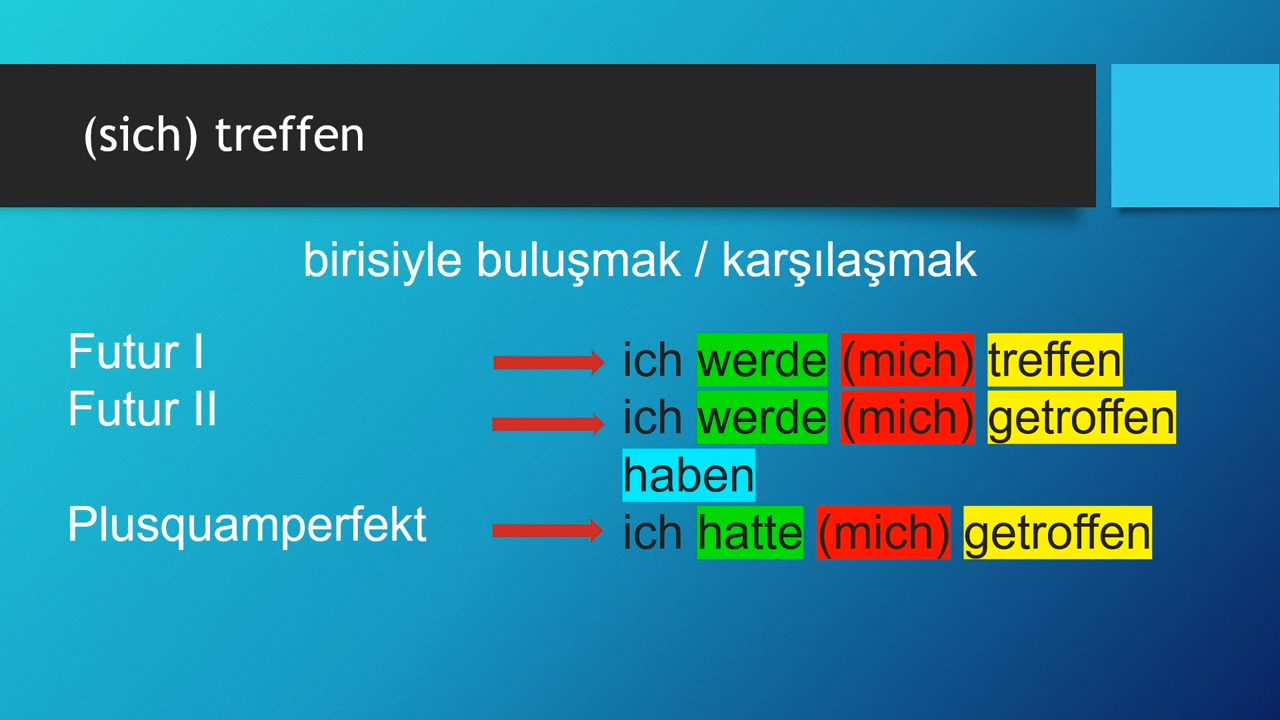 (sich) treffen
birisiyle buluşmak / karşılaşmak
Futur I
ich werde (mich) treffen
Futur II
ich werde (mich) getroffen
haben
Plusquamperfekt
ich hatte (mich) getroffen